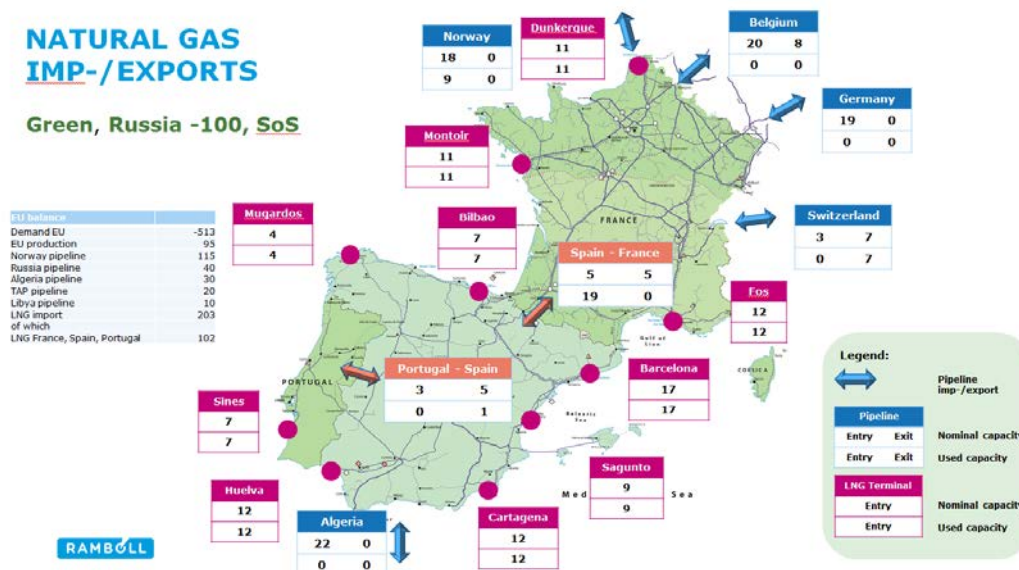 NATURAL GAS
IMP-/EXPORTS
Green, Russia -100, SoS
Norway
18 0
9 0
Dunkerque
11
11
Belgium
20 8
0 0
Germany
19 0
0 0
Montoir
11
11
Switzerland
3 7
0 7
EU balance
Demand EU -513
EU production 95
Norway pipeline 115
Russia pipeline 40
Algeria pipeline 30
TAP pipeline 20
Libya pipeline 10
LNG import 203
of which
LNG France, Spain, Portugal 102
Mugardos
4
4
Bilbao
7
7
FRANCE
Spain - France
5 5
19 0
Fos
12
12
Gulf of
Lion
CORSICA
PORTUGAL
Portugal - Spain
3 5
0 1
Barcelona
17
17
Balearic
Sea
Sines
7
7
Sagunto
9
9
Med Sea
Huelva
12
12
Algeria
22 0
0 0
Cartagena
12
12
Legend:
Pipeline
imp-/export
Pipeline
Entry Exit Nominal capacity
Entry Exit Used capacity
LNG Terminal
Entry Nominal capacity
Entry Used capacity
RAMBOLL